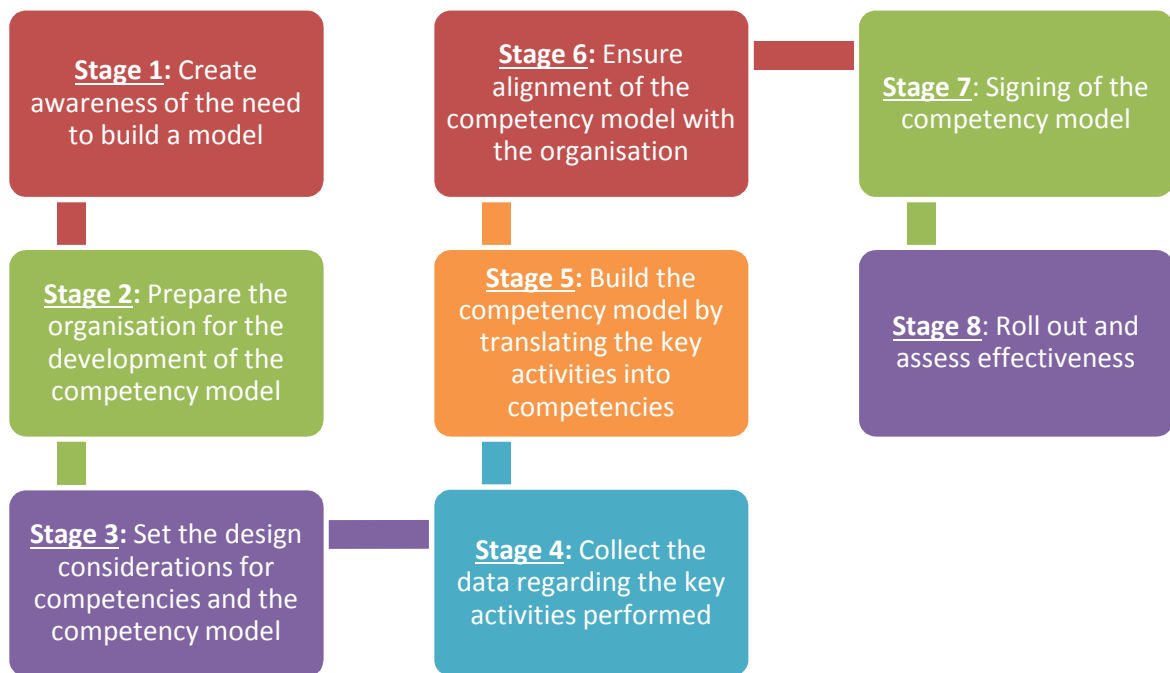 Stage 1: Create
awareness of the need
to build a model
Stage 2: Prepare the
organisation for the
development of the
competency model
Stage 3: Set the design
considerations for
competencies and the
competency model
Stage 4: Collect the
data regarding the key
activities performed
Stage 5: Build the
competency model by
translating the key
activities into
competencies
Stage 6: Ensure
alignment of the
competency model with
the organisation
Stage 7: Signing of the
competency model
Stage 8: Roll out and
assess effectiveness